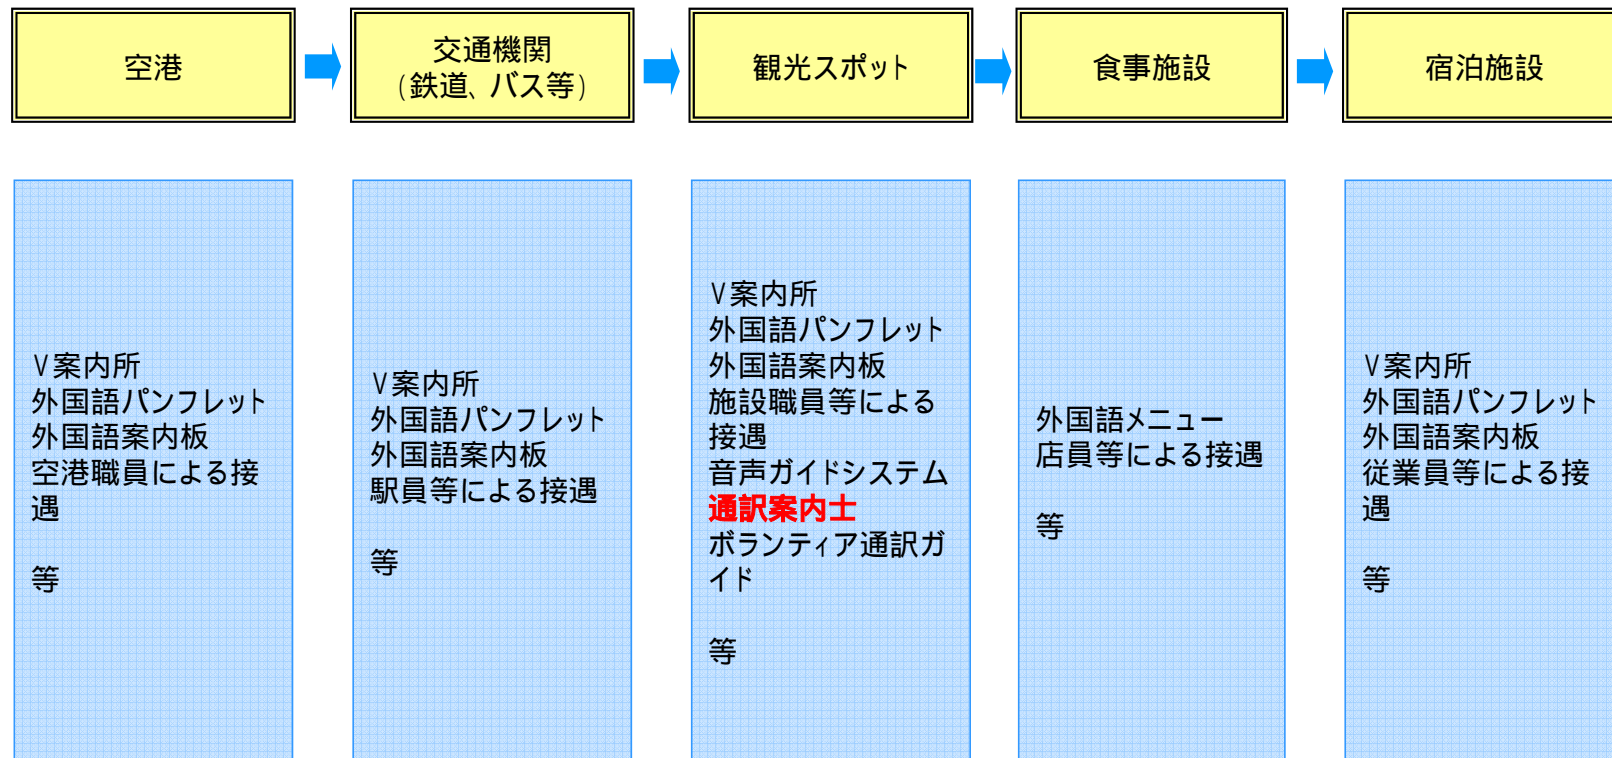 空港
交通機関
(鉄道、バス等)
観光スポット
食事施設
宿泊施設
V案内所
外国語パンフレット
外国語案内板
空港職員による接
遇
等
V案内所
外国語パンフレット
外国語案内板
駅員等による接遇
等
V案内所
外国語パンフレット
外国語案内板
施設職員等による
接遇
音声ガイドシステム
通訳案内士
ボランティア通訳ガ
イド
等
外国語メニュー
店員等による接遇
等
V案内所
外国語パンフレット
外国語案内板
従業員等による接
遇
等